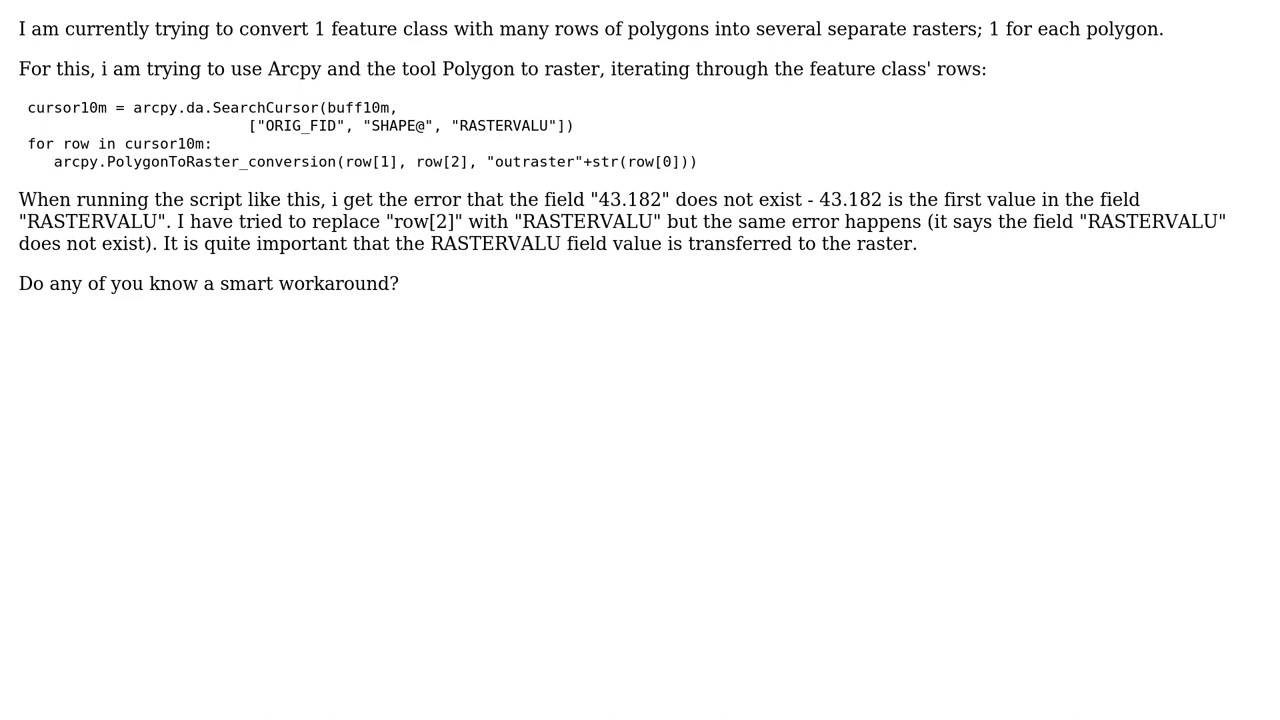 I am currently trying to convert 1 feature class with many rows of polygons into several separate rasters; 1 for each polygon.
For this, i am trying to use Arcpy and the tool Polygon to raster, iterating through the feature class' rows:
cursor10m = arcpy.da.SearchCursor(buff10m,
                         ["ORIG_FID", "SHAPE@", "RASTERVALU"])
for row in cursor10m:
   arcpy.PolygonToRaster_conversion(row[1], row[2], "outraster"+str(row[0]))
When running the script like this, i get the error that the field "43.182" does not exist - 43.182 is the first value in the field
"RASTERVALU". I have tried to replace "row[2]" with "RASTERVALU" but the same error happens (it says the field "RASTERVALU"
does not exist). It is quite important that the RASTERVALU field value is transferred to the raster.
Do any of you know a smart workaround?